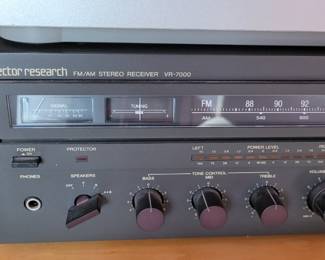 ector research FM/AM STEREO RECEIVER VR-7000
SIGNAL
TUNING
FM 88 90 92
AM 540 600
POWER
PROTECTOR
LEFT POWER LEVEL
PHONES
SPEAKERS
TONE CONTROL
BASS MID TREBLE
VOLUME